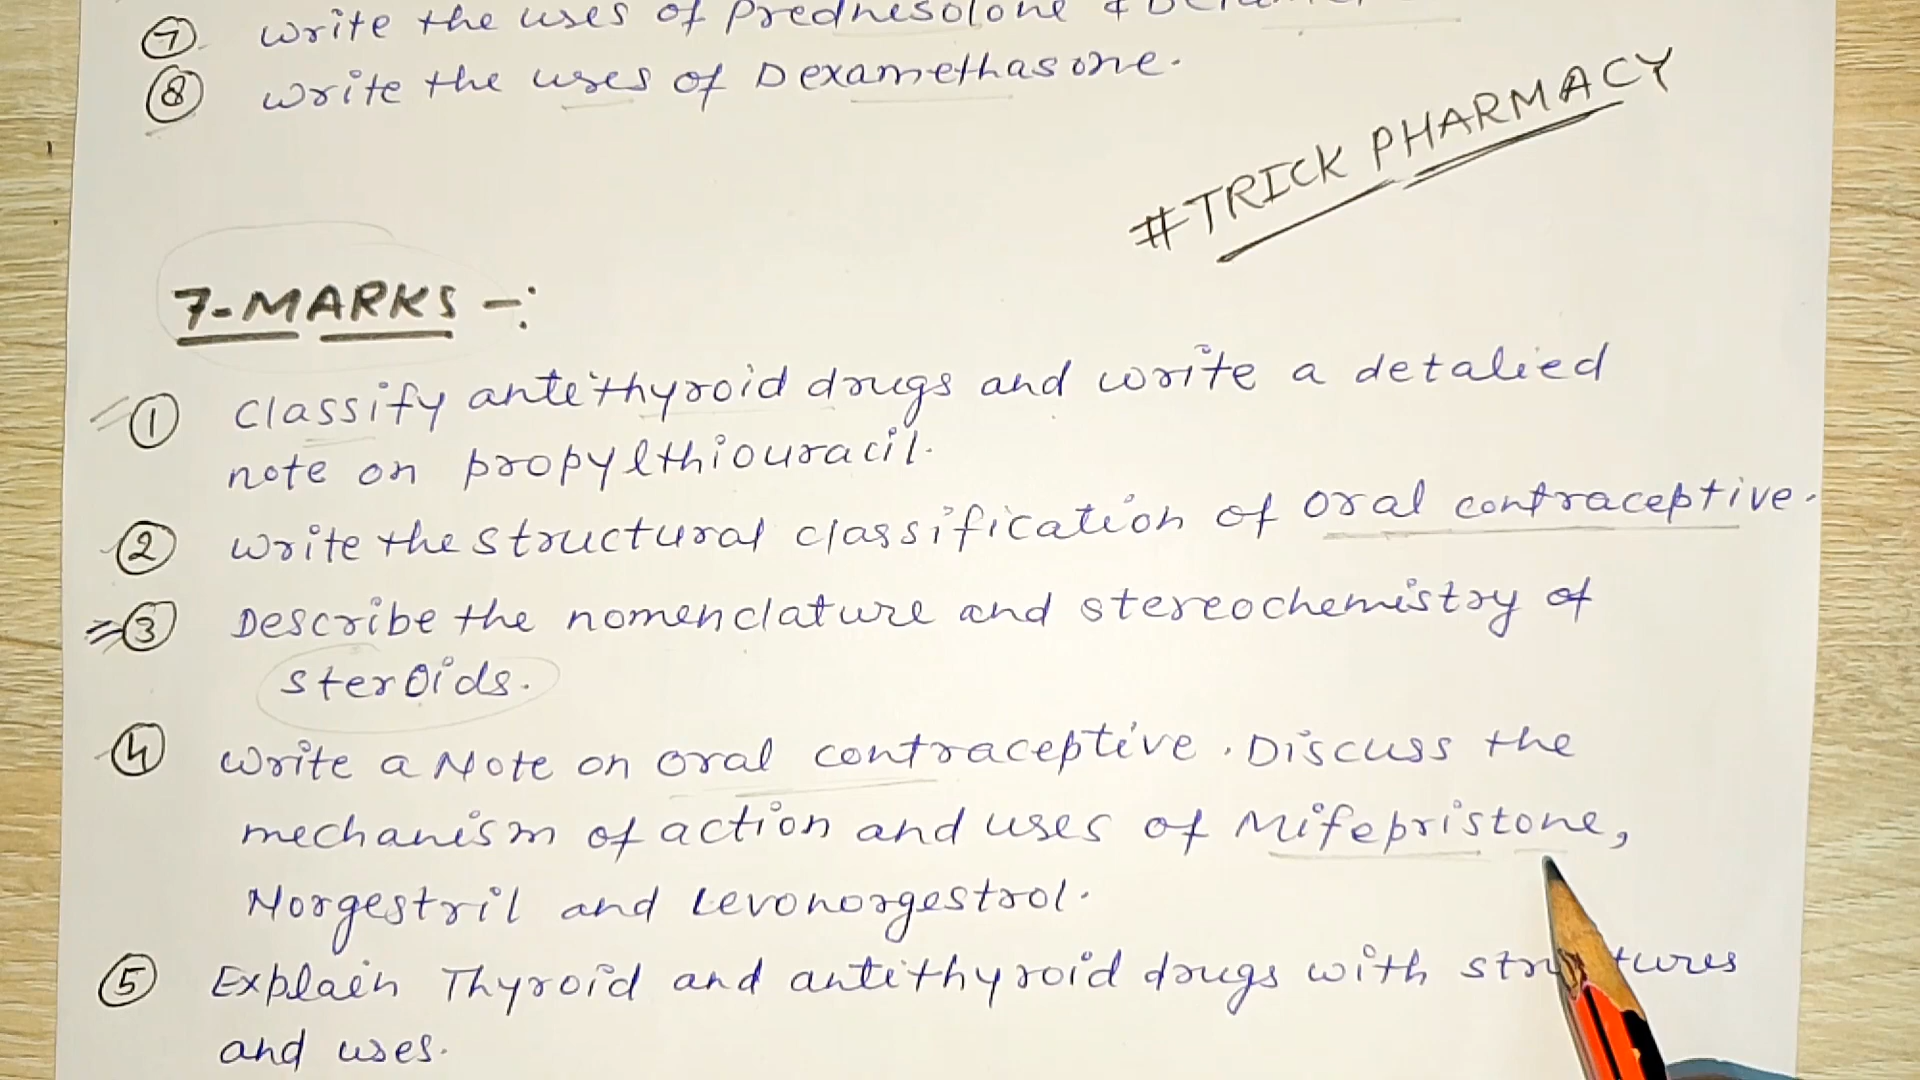 7 write the uses of Prednesolone &
8 write the uses of Dexamethasone.
#TRICK PHARMACY
7-MARKS -:
1 classify antethyroid drugs and write a detalied
note on propylthiouracil.
2 write the structural classification of oral contraceptive.
3 Describe the nomenclature and stereochemistry of
steroids.
4 write a Note on oral contraceptive. Discuss the
mechanism of action and uses of Mifepristone,
Norgestril and Levonorgestrol.
5 Explain Thyroid and antithyroid drugs with
and uses.